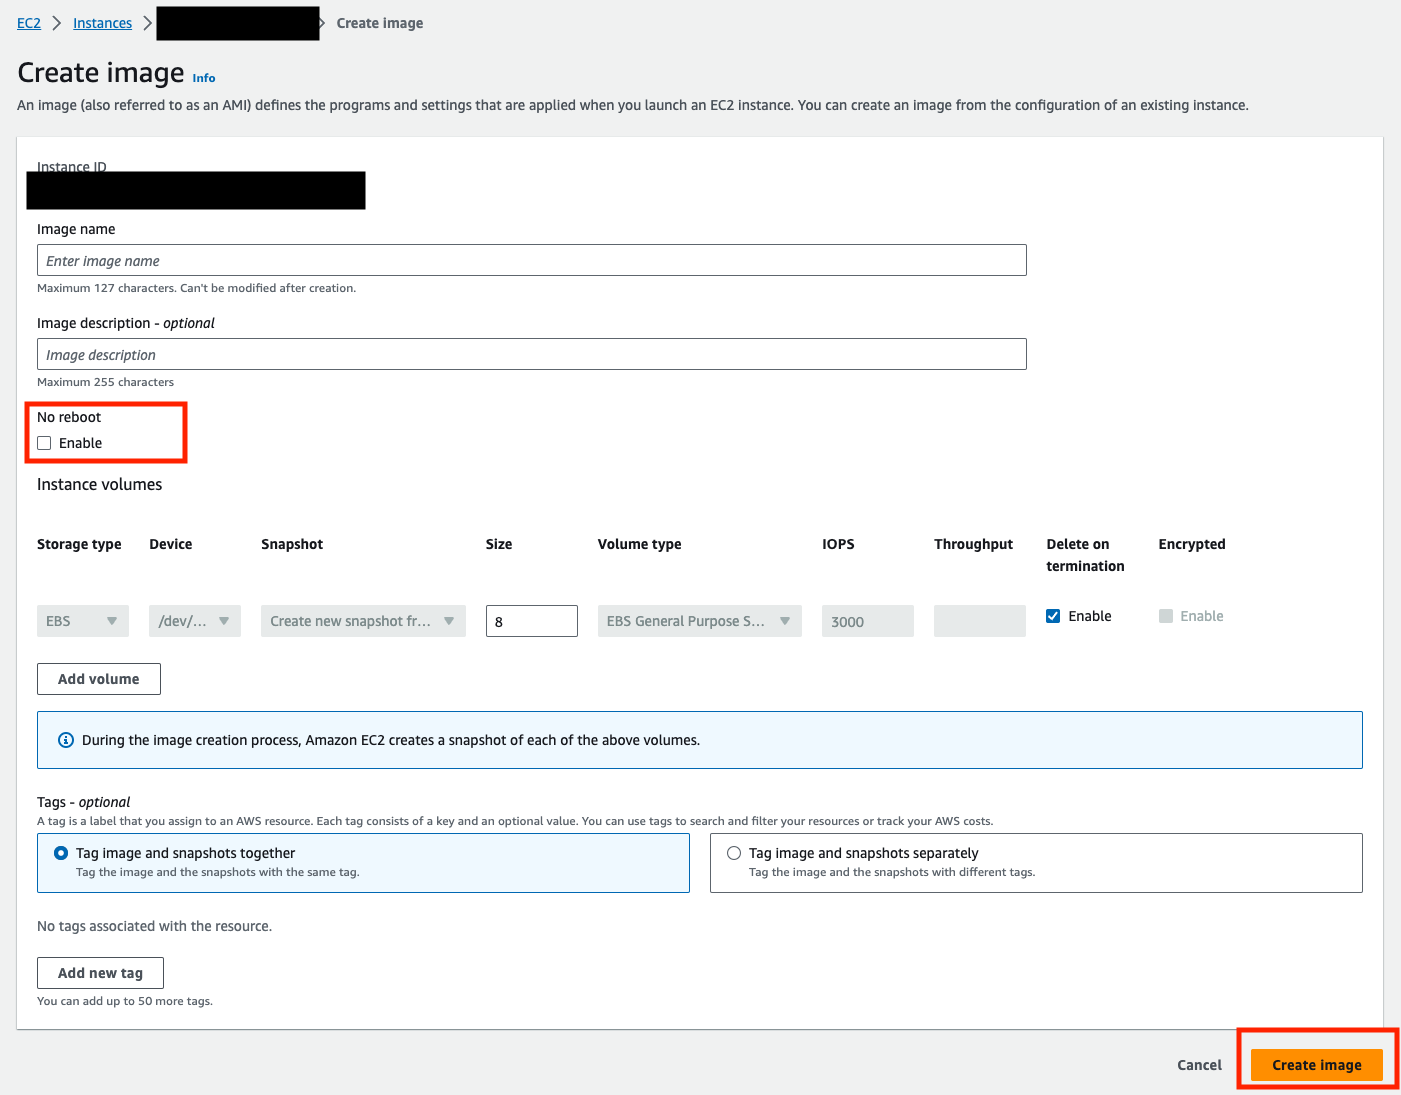 EC2 > Instances > Create image
Create image Info
An image (also referred to as an AMI) defines the programs and settings that are applied when you launch an EC2 instance. You can create an image from the configuration of an existing instance.
Instance ID
Image name
Enter image name
Maximum 127 characters. Can't be modified after creation.
Image description - optional
Image description
Maximum 255 characters
No reboot
Enable
Instance volumes
Storage type Device Snapshot Size Volume type IOPS Throughput Delete on termination Encrypted
EBS /dev/... Create new snapshot fr... 8 EBS General Purpose S... 3000 Enable Enable
Add volume
During the image creation process, Amazon EC2 creates a snapshot of each of the above volumes.
Tags - optional
A tag is a label that you assign to an AWS resource. Each tag consists of a key and an optional value. You can use tags to search and filter your resources or track your AWS costs.
Tag image and snapshots together
Tag the image and the snapshots with the same tag.
Tag image and snapshots separately
Tag the image and the snapshots with different tags.
No tags associated with the resource.
Add new tag
You can add up to 50 more tags.
Cancel Create image